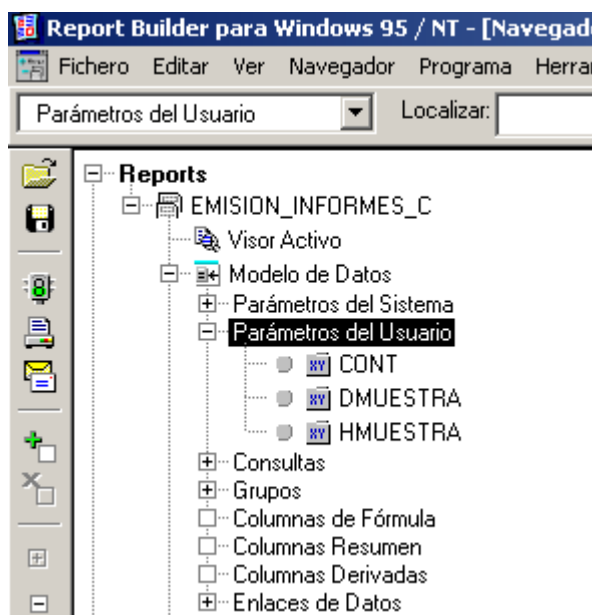 Report Builder para Windows 95 / NT - [Navegad
Fichero Editar Ver Navegador Programa Herra
Parámetros del Usuario Localizar:
Reports
EMISION_INFORMES_C
Visor Activo
Modelo de Datos
Parámetros del Sistema
Parámetros del Usuario
CONT
DMUESTRA
HMUESTRA
Consultas
Grupos
Columnas de Fórmula
Columnas Resumen
Columnas Derivadas
Enlaces de Datos